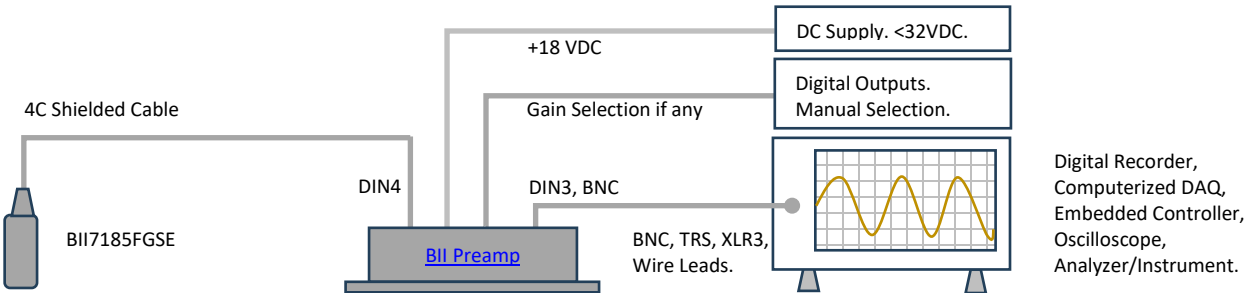 DC Supply. <32VDC.
+18 VDC
Digital Outputs.
Manual Selection.
4C Shielded Cable
Gain Selection if any
DIN4
DIN3, BNC
Digital Recorder,
Computerized DAQ,
Embedded Controller,
Oscilloscope,
Analyzer/Instrument.
BII7185FGSE
BII Preamp
BNC, TRS, XLR3,
Wire Leads.